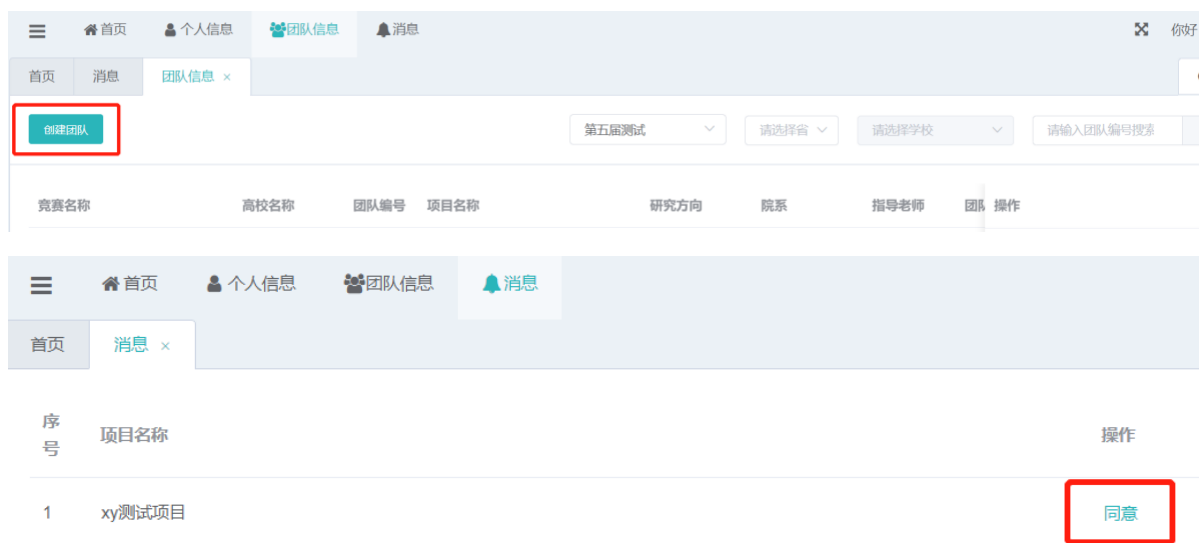 首页 个人信息 团队信息 消息 你好
首页 消息 团队信息 ×
创建团队 第五届测试 请选择省 请选择学校 请输入团队编号搜索
竞赛名称 高校名称 团队编号 项目名称 研究方向 院系 指导老师 团队 操作
首页 个人信息 团队信息 消息
首页 消息 ×
序号 项目名称 操作
1 xy测试项目 同意